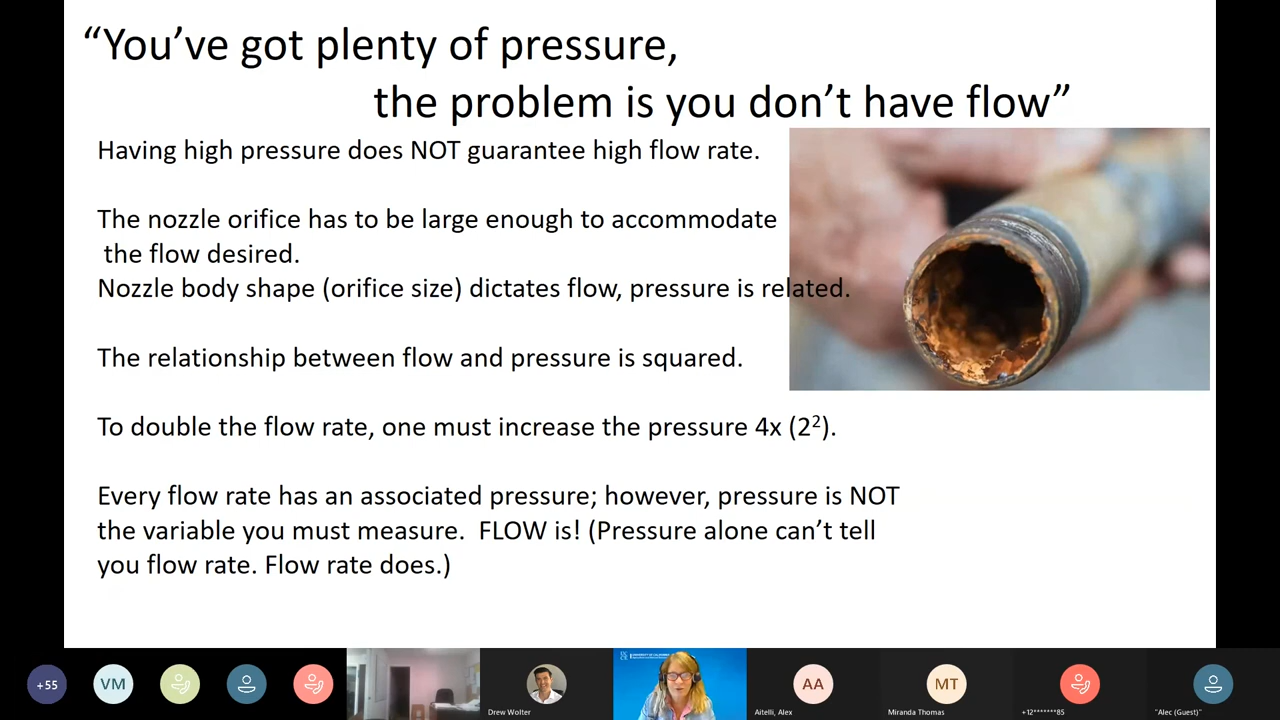 “You’ve got plenty of pressure,
the problem is you don’t have flow”
Having high pressure does NOT guarantee high flow rate.
The nozzle orifice has to be large enough to accommodate
the flow desired.
Nozzle body shape (orifice size) dictates flow, pressure is related.
The relationship between flow and pressure is squared.
To double the flow rate, one must increase the pressure 4x (2²).
Every flow rate has an associated pressure; however, pressure is NOT
the variable you must measure.  FLOW is! (Pressure alone can’t tell
you flow rate. Flow rate does.)
+55
VM
Drew Wolter
UNIVERSITY OF CALIFORNIA
AA
Aitelli, Alex
MT
Miranda Thomas
+12*******85
"Alec (Guest)"